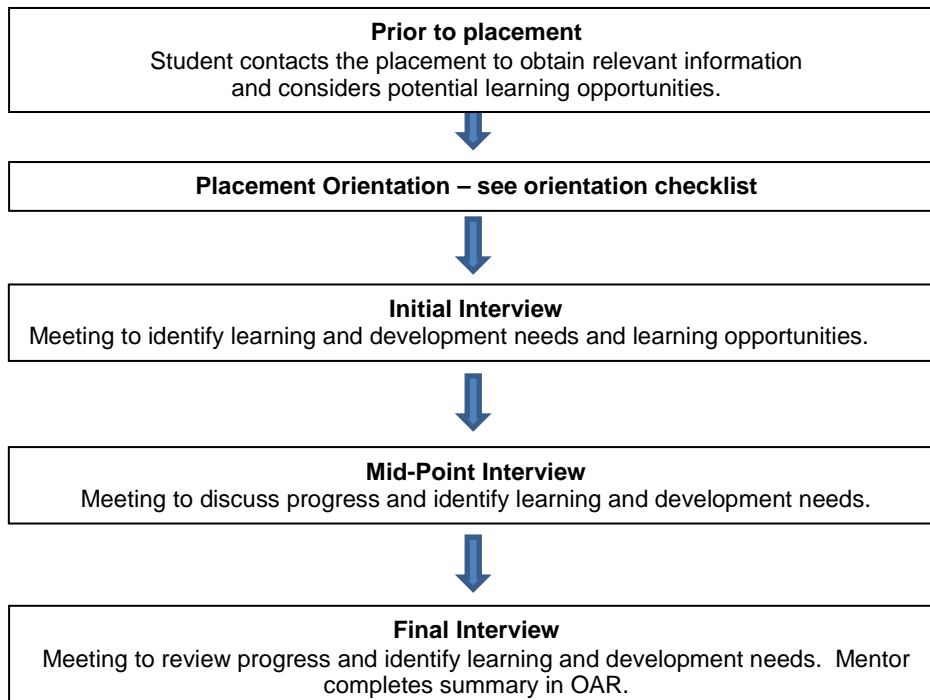 Prior to placement
Student contacts the placement to obtain relevant information
and considers potential learning opportunities.
Placement Orientation – see orientation checklist
Initial Interview
Meeting to identify learning and development needs and learning opportunities.
Mid-Point Interview
Meeting to discuss progress and identify learning and development needs.
Final Interview
Meeting to review progress and identify learning and development needs.  Mentor
completes summary in OAR.